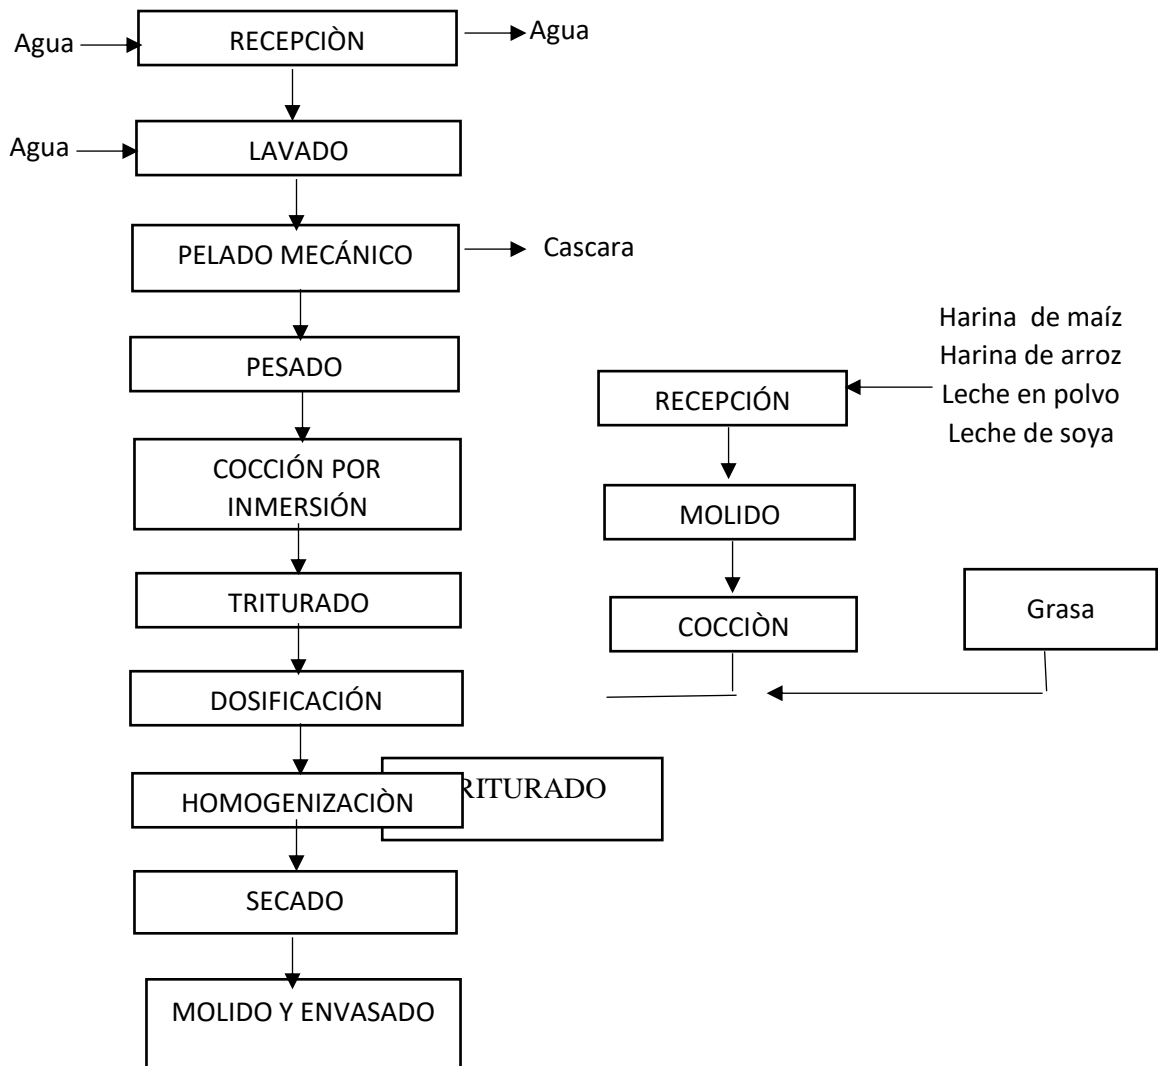 Agua
RECEPCIÒN
Agua
Agua
LAVADO
PELADO MECÁNICO
Cascara
PESADO
COCCIÓN POR
INMERSIÓN
TRITURADO
DOSIFICACIÓN
HOMOGENIZACIÒN
RITURADO
SECADO
MOLIDO Y ENVASADO
Harina  de maíz
Harina de arroz
Leche en polvo
Leche de soya
RECEPCIÓN
MOLIDO
COCCIÒN
Grasa